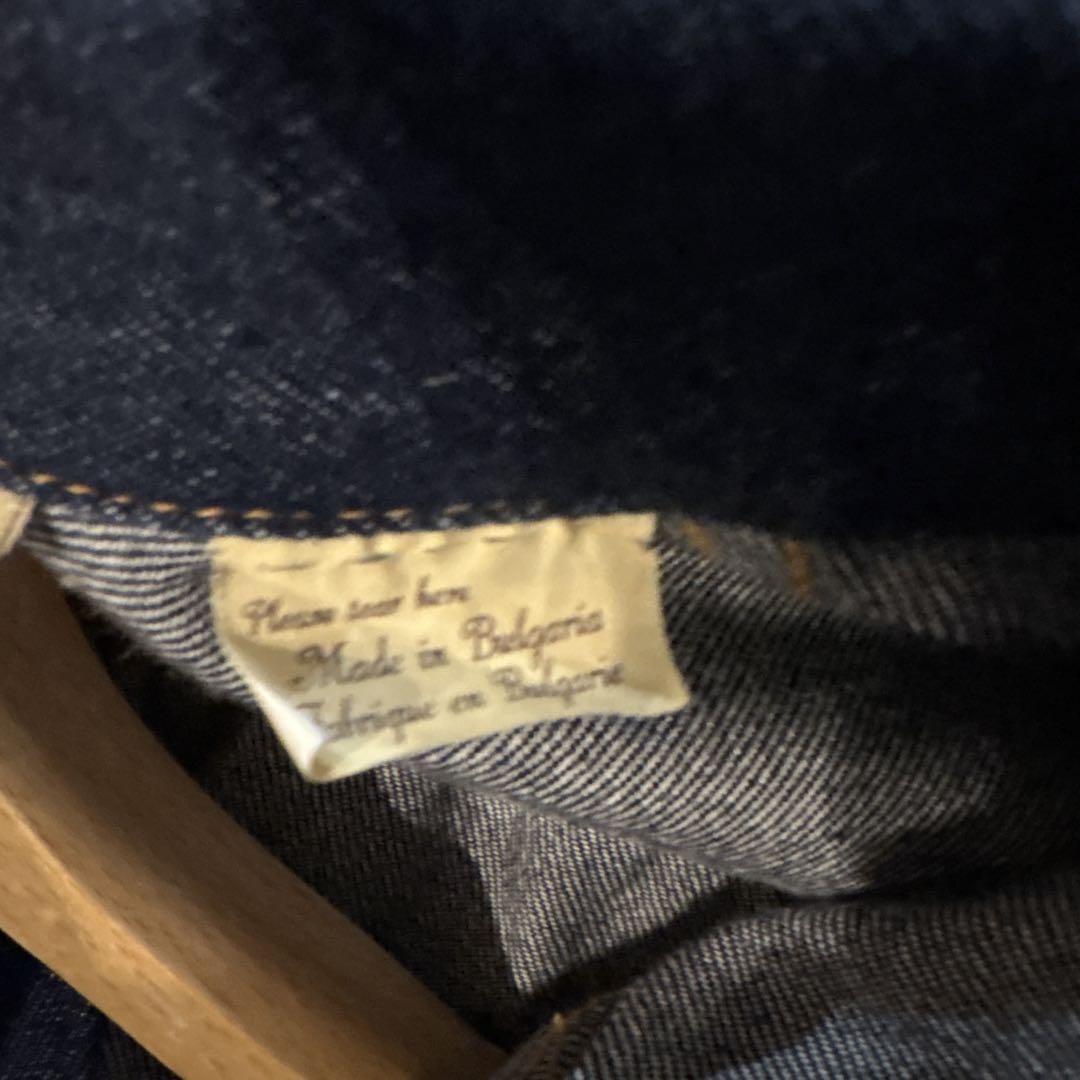 Please tear here
Made in Bulgaria
Fabrique en Bulgarie